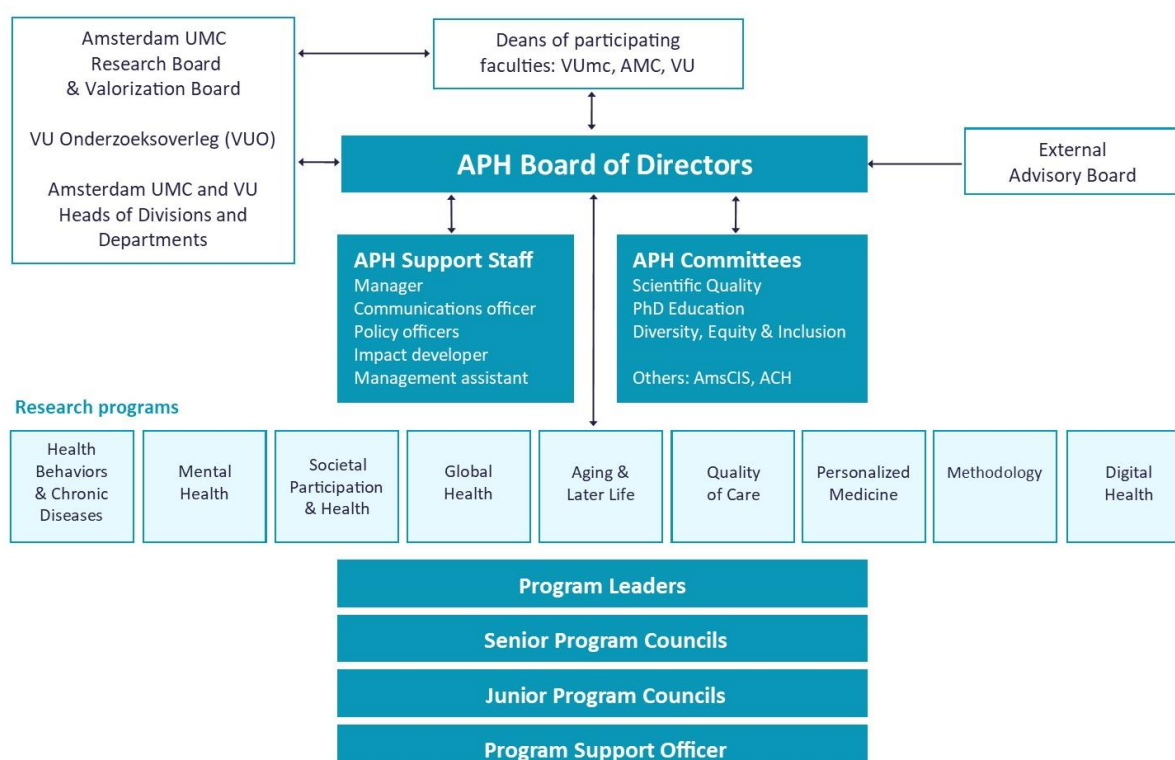 Amsterdam UMC
Research Board
& Valorization Board
VU Onderzoeksoverleg (VUO)
Amsterdam UMC and VU
Heads of Divisions and
Departments
Deans of participating
faculties: VUmc, AMC, VU
APH Board of Directors
External
Advisory Board
APH Support Staff
Manager
Communications officer
Policy officers
Impact developer
Management assistant
APH Committees
Scientific Quality
PhD Education
Diversity, Equity & Inclusion
Others: AmsCIS, ACH
Research programs
Health
Behaviors
& Chronic
Diseases
Mental
Health
Societal
Participation
& Health
Global
Health
Aging &
Later Life
Quality
of Care
Personalized
Medicine
Methodology
Digital
Health
Program Leaders
Senior Program Councils
Junior Program Councils
Program Support Officer